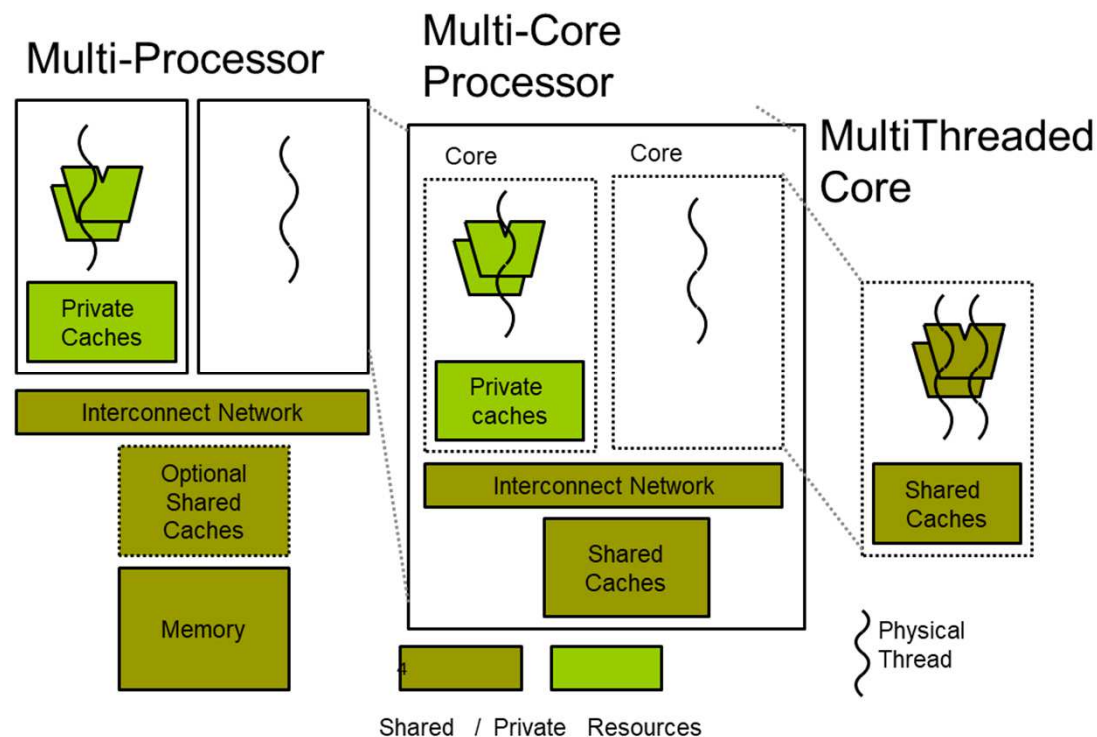 Multi-Processor
Private
Caches
Interconnect Network
Optional
Shared
Caches
Memory
Multi-Core
Processor
Core
Core
Private
caches
Interconnect Network
Shared
Caches
MultiThreaded
Core
Shared
Caches
Physical
Thread
4
Shared / Private Resources